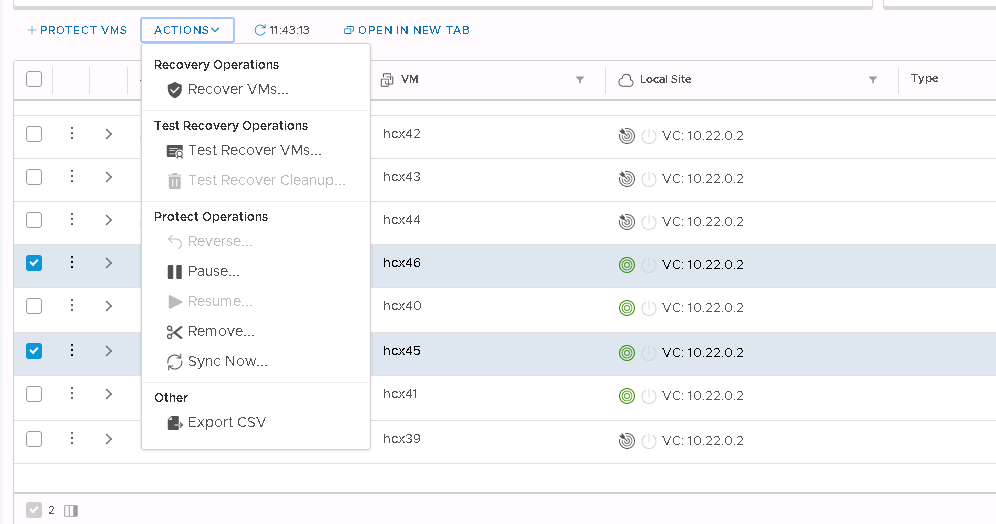 PROTECT VMS ACTIONS 11:43:13 OPEN IN NEW TAB
Recovery Operations
Recover VMs...
Test Recovery Operations
Test Recover VMs...
Test Recover Cleanup...
Protect Operations
Reverse...
Pause...
Resume...
Remove...
Sync Now...
Other
Export CSV
VM Local Site Type
hcx42 VC: 10.22.0.2
hcx43 VC: 10.22.0.2
hcx44 VC: 10.22.0.2
hcx46 VC: 10.22.0.2
hcx40 VC: 10.22.0.2
hcx45 VC: 10.22.0.2
hcx41 VC: 10.22.0.2
hcx39 VC: 10.22.0.2
2